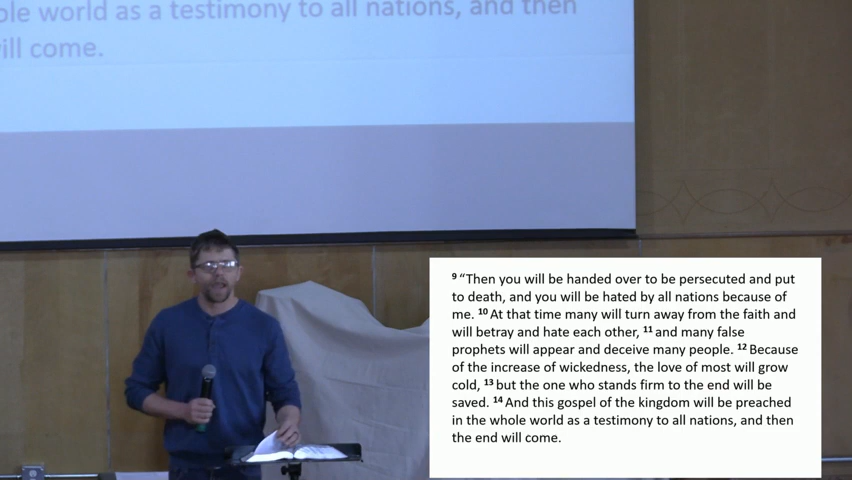 ole world as a testimony to all nations, and then
will come.
⁹ “Then you will be handed over to be persecuted and put
to death, and you will be hated by all nations because of
me. ¹⁰ At that time many will turn away from the faith and
will betray and hate each other, ¹¹ and many false
prophets will appear and deceive many people. ¹² Because
of the increase of wickedness, the love of most will grow
cold, ¹³ but the one who stands firm to the end will be
saved. ¹⁴ And this gospel of the kingdom will be preached
in the whole world as a testimony to all nations, and then
the end will come.